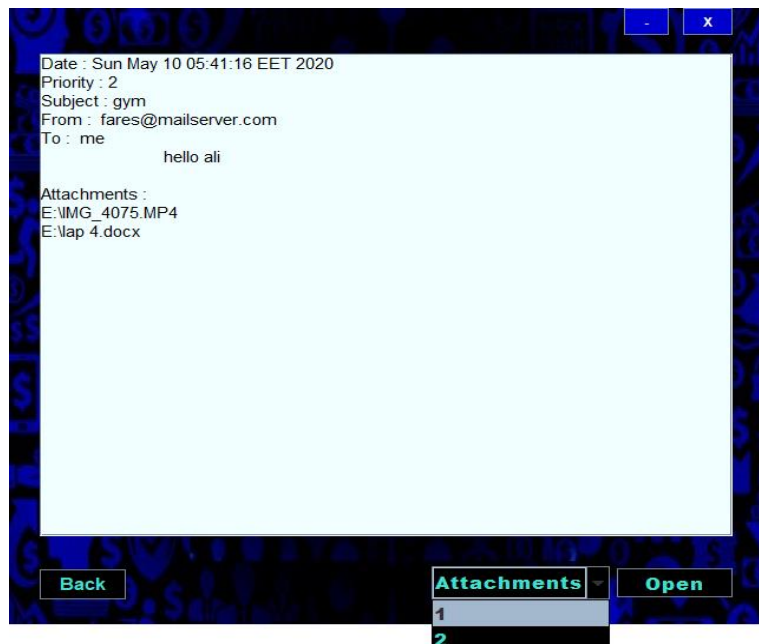 - X
Date : Sun May 10 05:41:16 EET 2020
Priority : 2
Subject : gym
From :  fares@mailserver.com
To :  me
hello ali
Attachments :
E:\IMG_4075.MP4
E:\lap 4.docx
Back Attachments Open
1
2